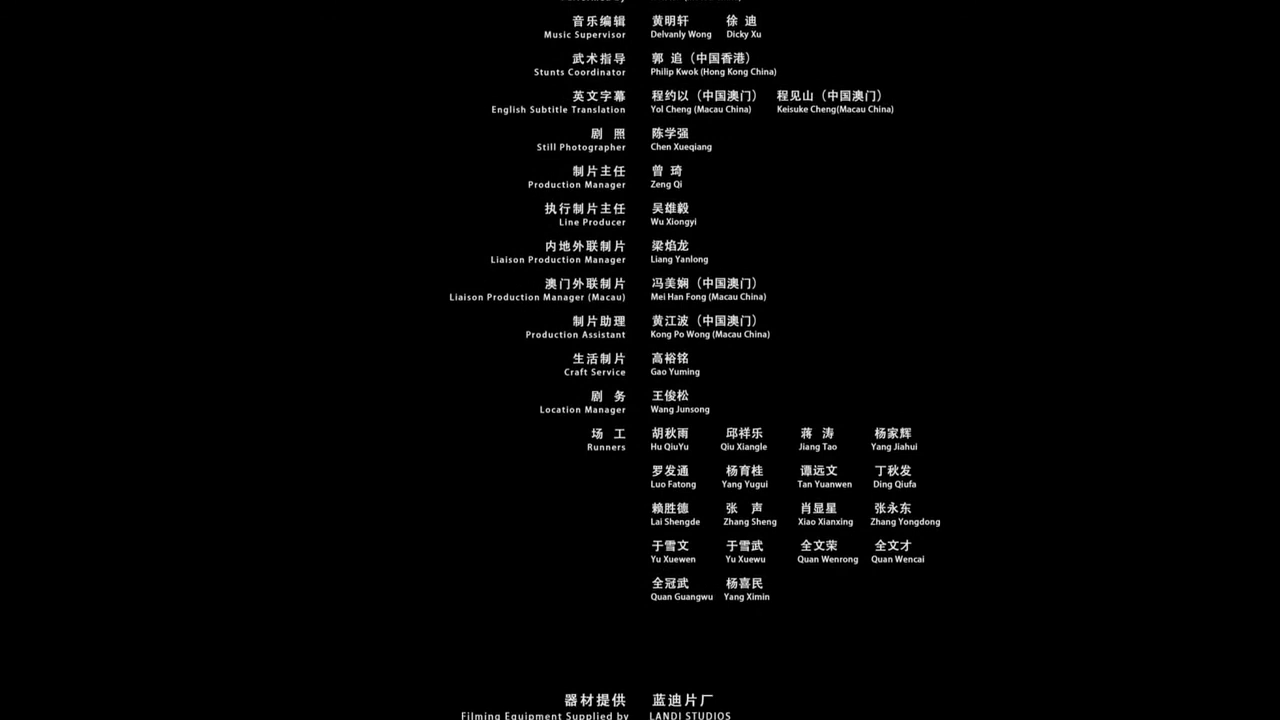 音乐编辑 黄明轩 徐 迪
Music Supervisor Delvanly Wong Dicky Xu
武术指导 郭 追（中国香港）
Stunts Coordinator Philip Kwok (Hong Kong China)
英文字幕 程约以（中国澳门） 程见山（中国澳门）
English Subtitle Translation Yol Cheng (Macau China) Keisuke Cheng(Macau China)
剧 照 陈学强
Still Photographer Chen Xueqiang
制片主任 曾 琦
Production Manager Zeng Qi
执行制片主任 吴雄毅
Line Producer Wu Xiongyi
内地外联制片 梁焰龙
Liaison Production Manager Liang Yanlong
澳门外联制片 冯美娴（中国澳门）
Liaison Production Manager (Macau) Mei Han Fong (Macau China)
制片助理 黄江波（中国澳门）
Production Assistant Kong Po Wong (Macau China)
生活制片 高裕铭
Craft Service Gao Yuming
剧 务 王俊松
Location Manager Wang Junsong
场 工 胡秋雨 邱祥乐 蒋 涛 杨家辉
Runners Hu QiuYu Qiu Xiangle Jiang Tao Yang Jiahui
罗发通 杨育桂 谭远文 丁秋发
Luo Fatong Yang Yugui Tan Yuanwen Ding Qiufa
赖胜德 张 声 肖显星 张永东
Lai Shengde Zhang Sheng Xiao Xianxing Zhang Yongdong
于雪文 于雪武 全文荣 全文才
Yu Xuewen Yu Xuewu Quan Wenrong Quan Wencai
全冠武 杨喜民
Quan Guangwu Yang Ximin
器材提供 蓝迪片厂
Filming Equipment Supplied by LANDI STUDIOS